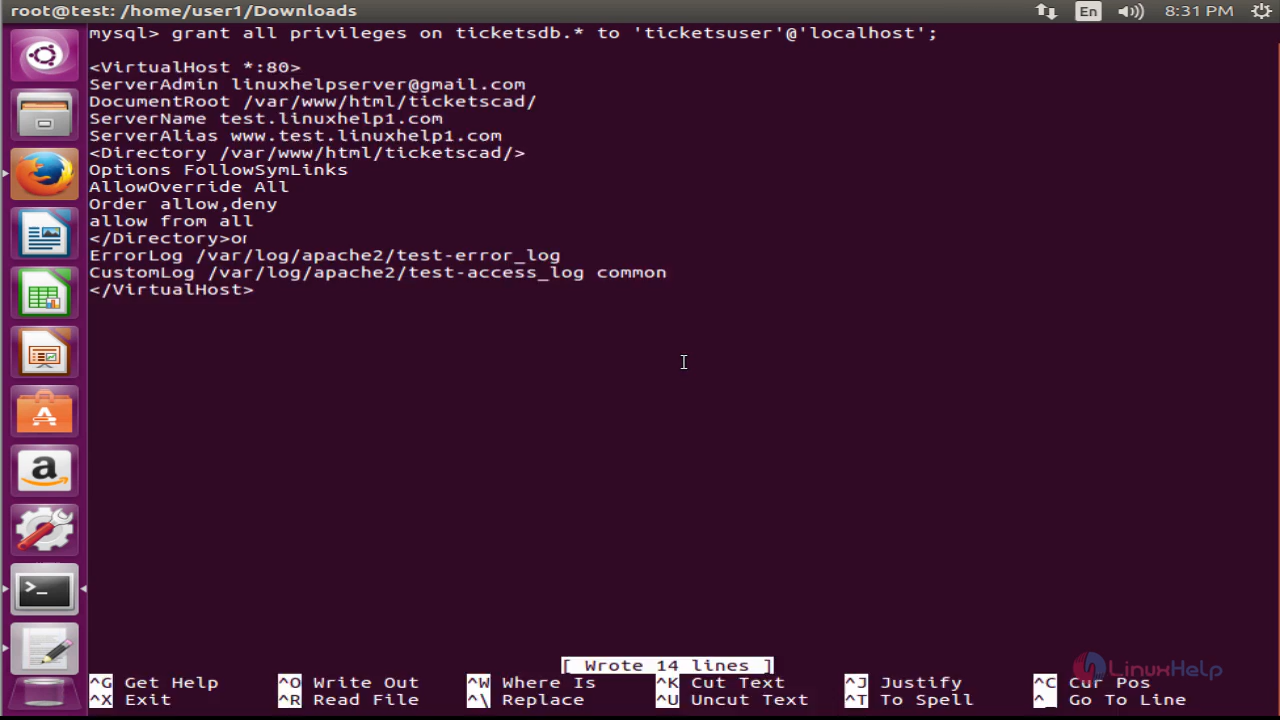 root@test: /home/user1/Downloads
En
8:31 PM
mysql> grant all privileges on ticketsdb.* to 'ticketsuser'@'localhost';
<VirtualHost *:80>
ServerAdmin linuxhelpserver@gmail.com
DocumentRoot /var/www/html/ticketscad/
ServerName test.linuxhelp1.com
ServerAlias www.test.linuxhelp1.com
<Directory /var/www/html/ticketscad/>
Options FollowSymLinks
AllowOverride All
Order allow,deny
allow from all
</Directory>or
ErrorLog /var/log/apache2/test-error_log
CustomLog /var/log/apache2/test-access_log common
</VirtualHost>
[ Wrote 14 lines ]
^G Get Help ^O Write Out ^W Where Is ^K Cut Text ^J Justify ^C Cur Pos
^X Exit ^R Read File ^\ Replace ^U Uncut Text ^T To Spell ^_ Go To Line
LinuxHelp